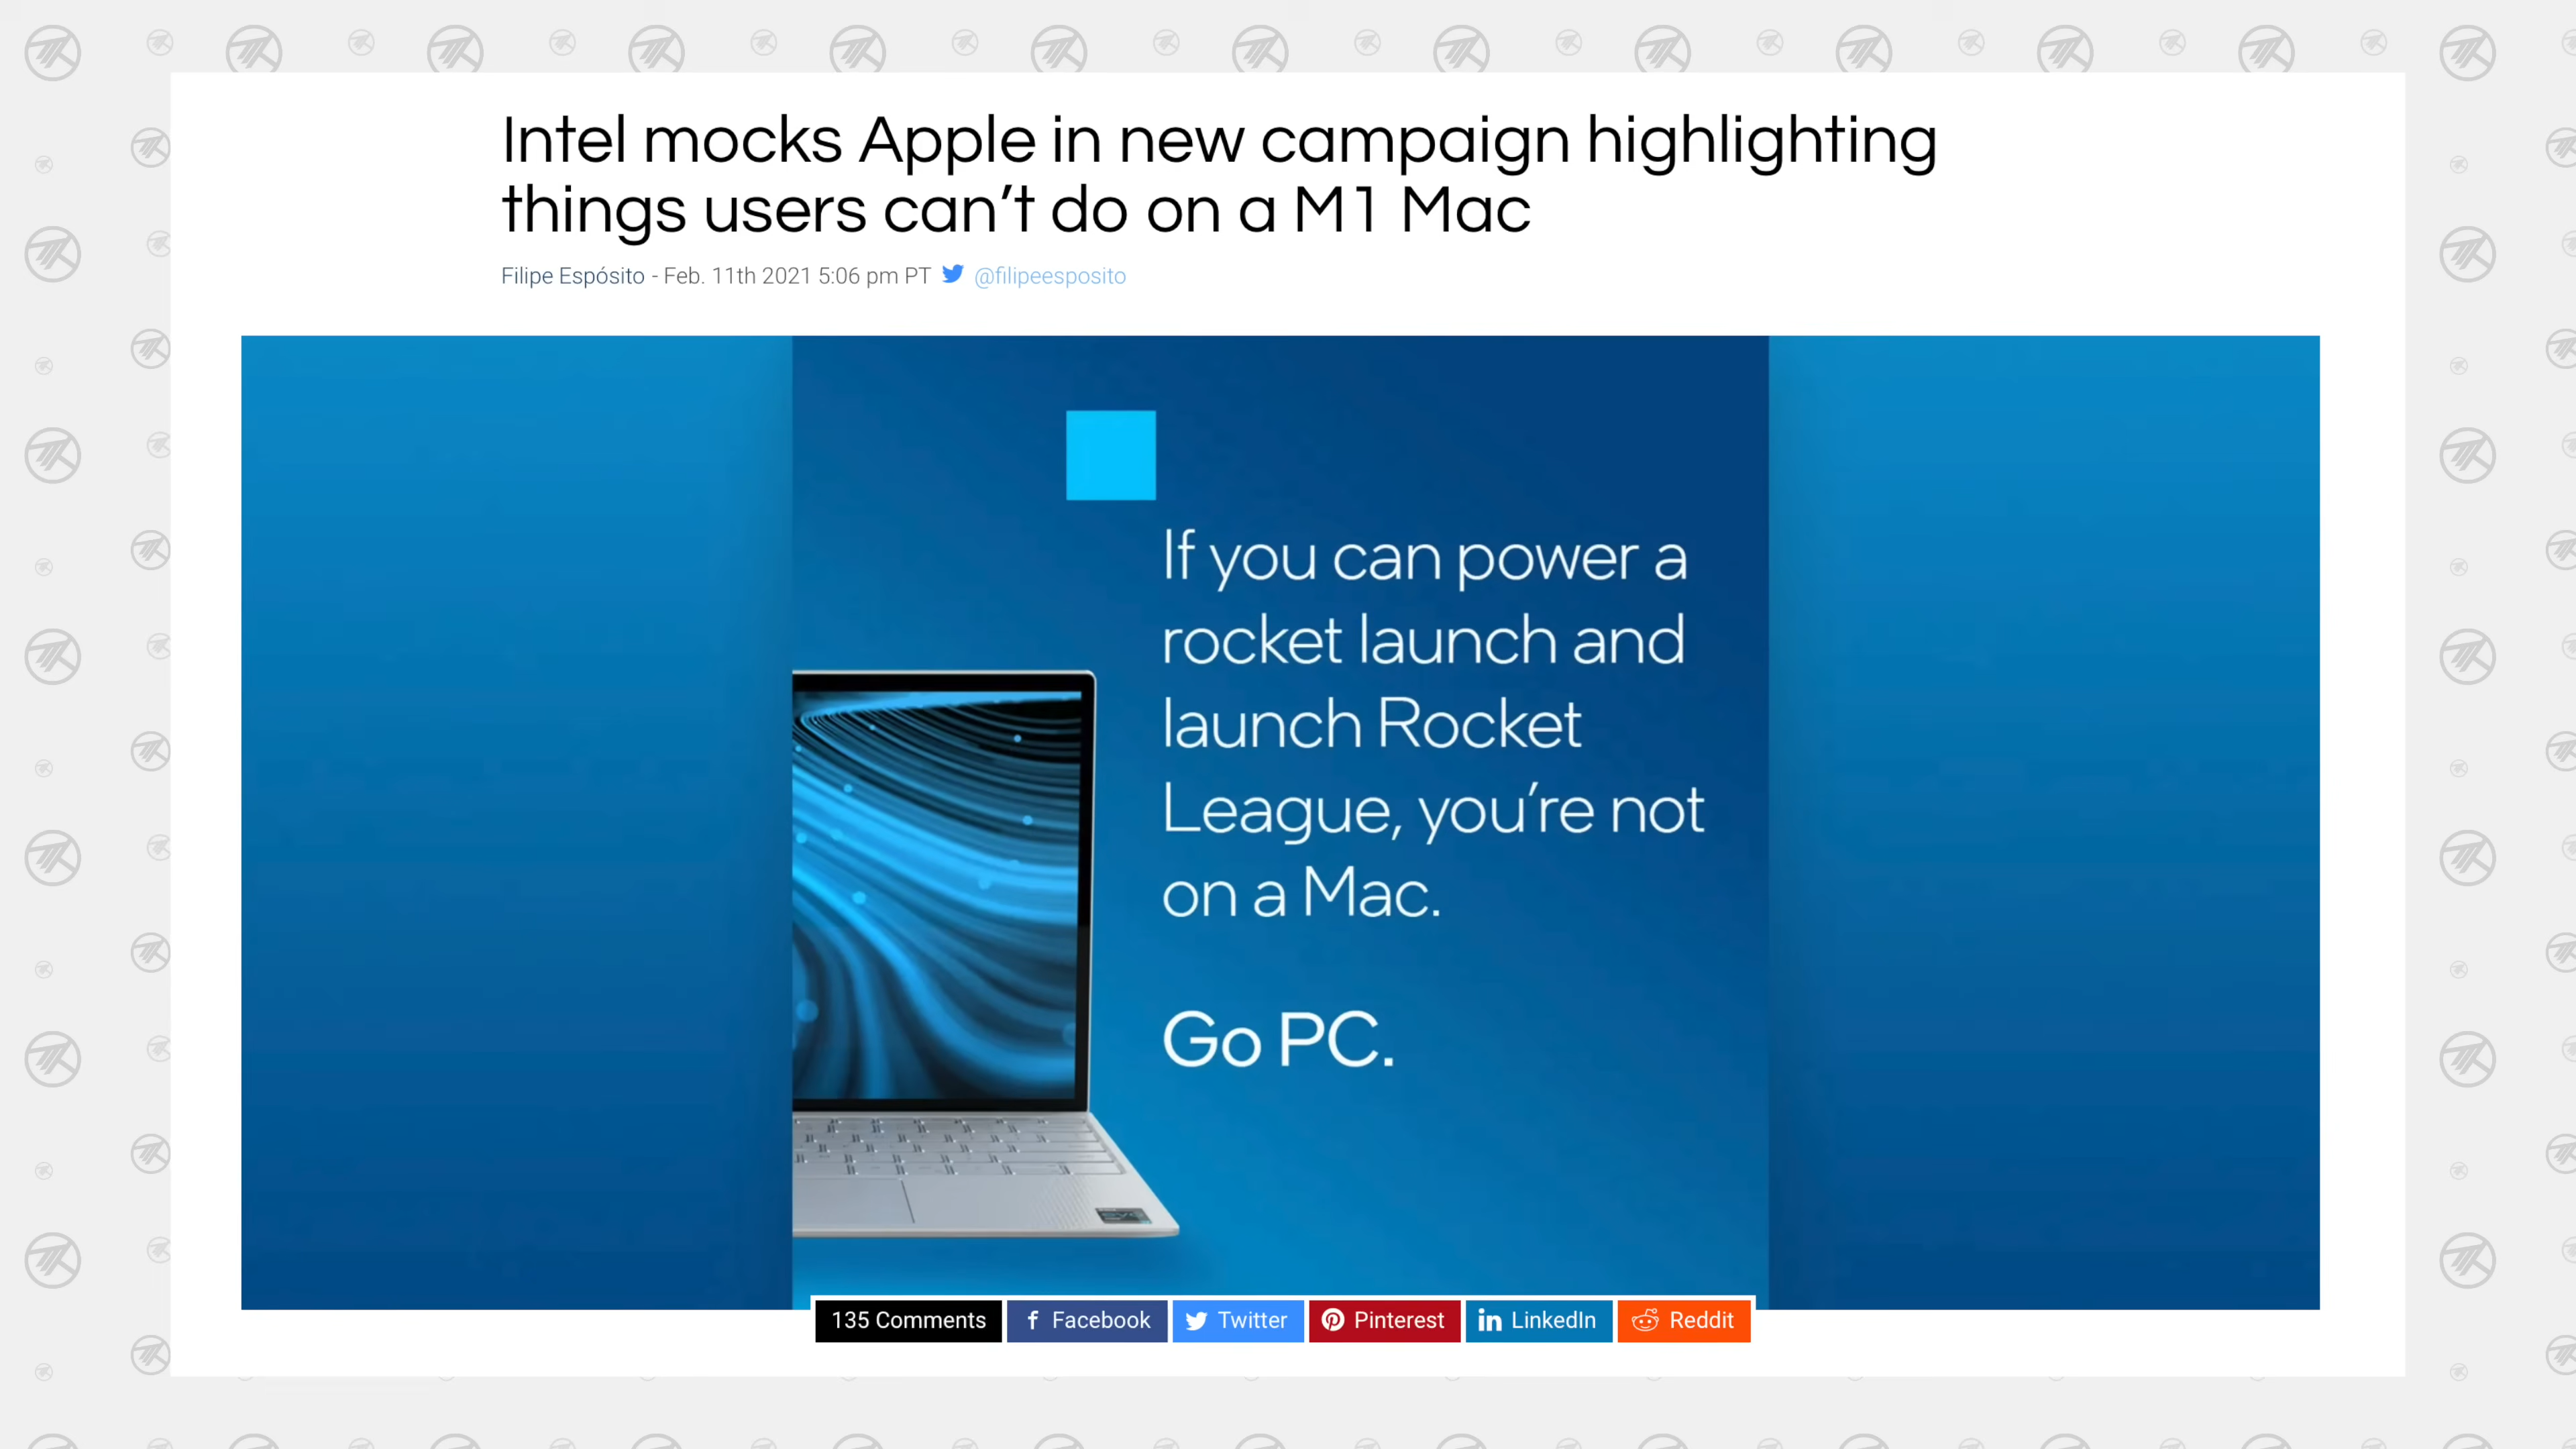 Intel mocks Apple in new campaign highlighting
things users can’t do on a M1 Mac
Filipe Espósito - Feb. 11th 2021 5:06 pm PT @filipeesposito
If you can power a
rocket launch and
launch Rocket
League, you’re not
on a Mac.
Go PC.
135 Comments Facebook Twitter Pinterest LinkedIn Reddit